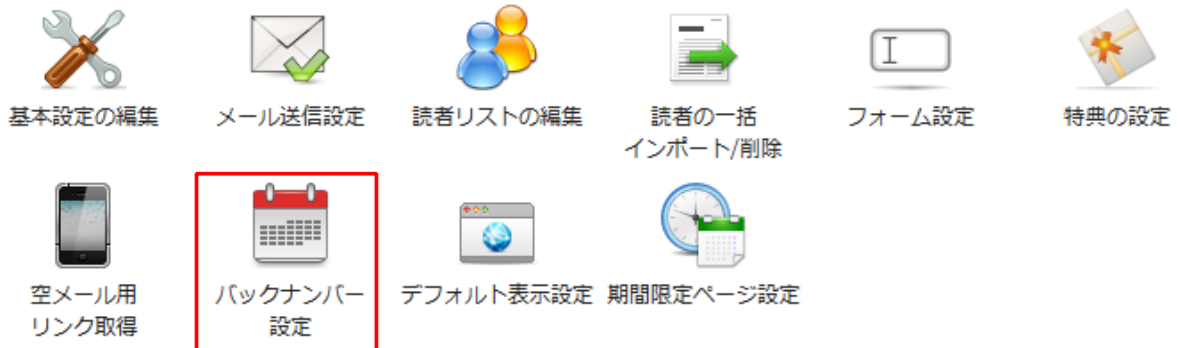 基本設定の編集
メール送信設定
読者リストの編集
読者の一括
インポート/削除
フォーム設定
特典の設定
空メール用
リンク取得
バックナンバー
設定
デフォルト表示設定
期間限定ページ設定